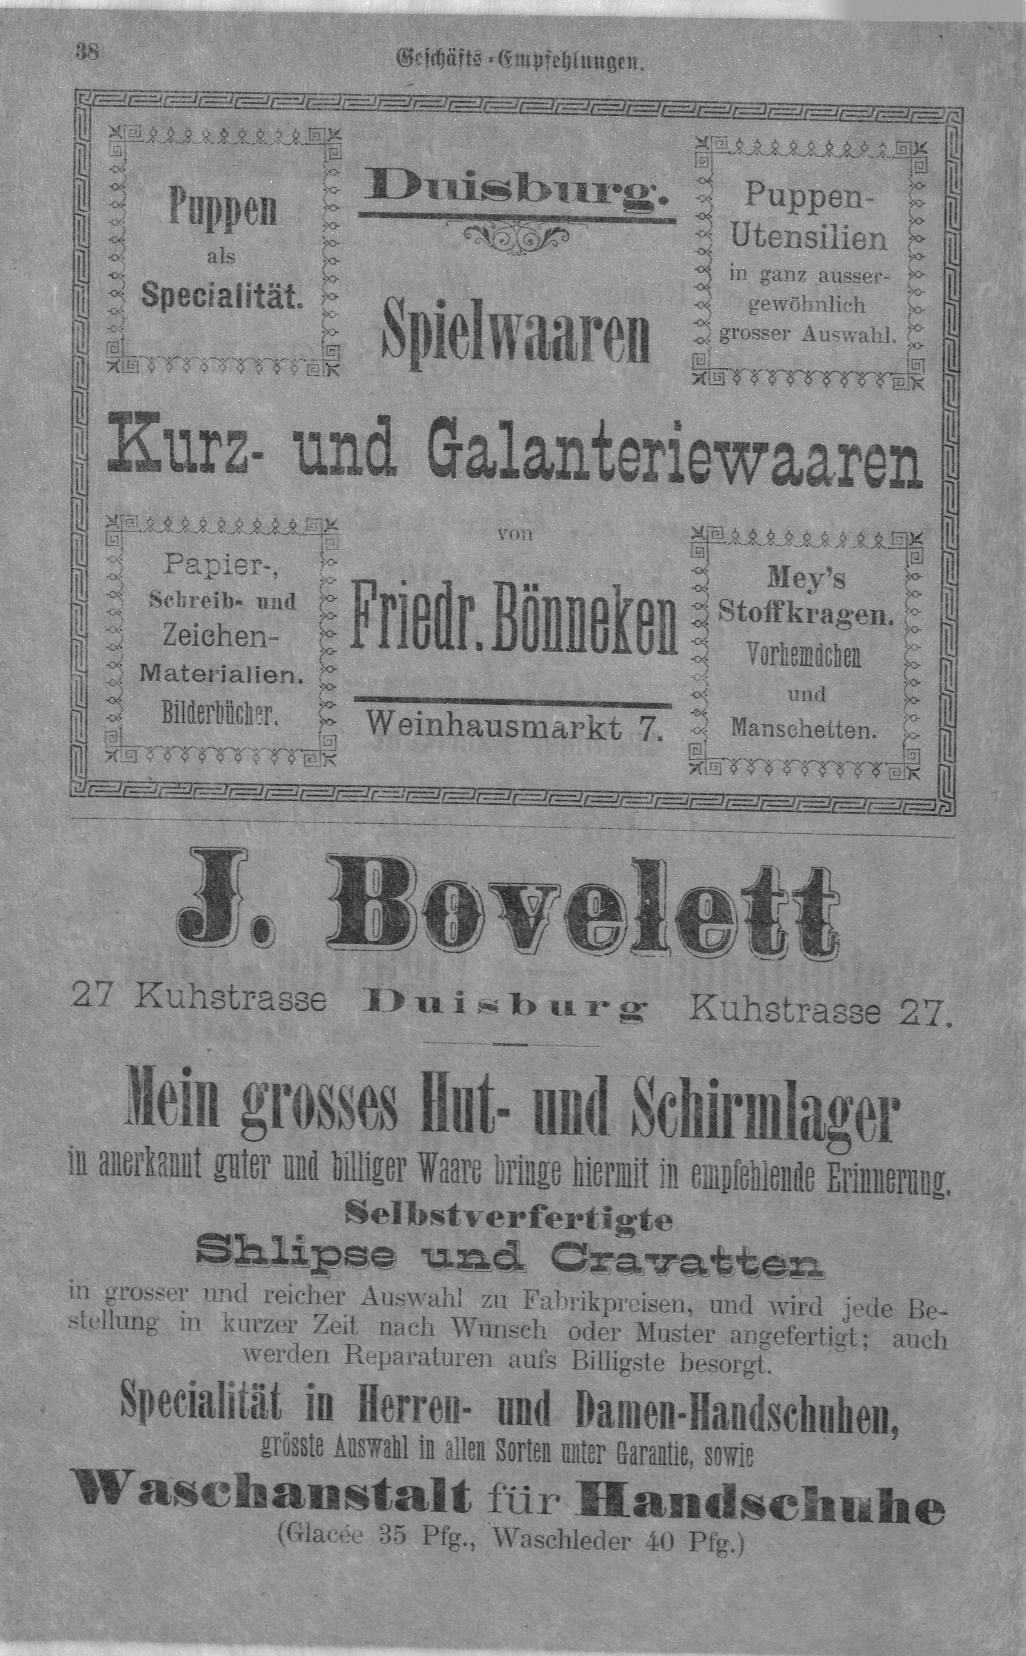 38
Geschäfts-Empfehlungen.
Puppen
als
Specialität.
Duisburg.
Puppen-
Utensilien
in ganz ausser-
gewöhnlich
grosser Auswahl.
Spielwaaren
Kurz- und Galanteriewaaren
von
Papier-,
Schreib- und
Zeichen-
Materialien.
Bilderbücher.
Friedr. Bönneken
Weinhausmarkt 7.
Mey's
Stoffkragen.
Vorhemdchen
und
Manschetten.
J. Bovelett
27 Kuhstrasse Duisburg Kuhstrasse 27.
Mein grosses Hut- und Schirmlager
in anerkannt guter und billiger Waare bringe hiermit in empfehlende Erinnerung.
Selbstverfertigte
Shlipse und Cravatten
in grosser und reicher Auswahl zu Fabrikpreisen, und wird jede Be-
stellung in kurzer Zeit nach Wunsch oder Muster angefertigt; auch
werden Reparaturen aufs Billigste besorgt.
Specialität in Herren- und Damen-Handschuhen,
grösste Auswahl in allen Sorten unter Garantie, sowie
Waschanstalt für Handschuhe
(Glacée 35 Pfg., Waschleder 40 Pfg.)